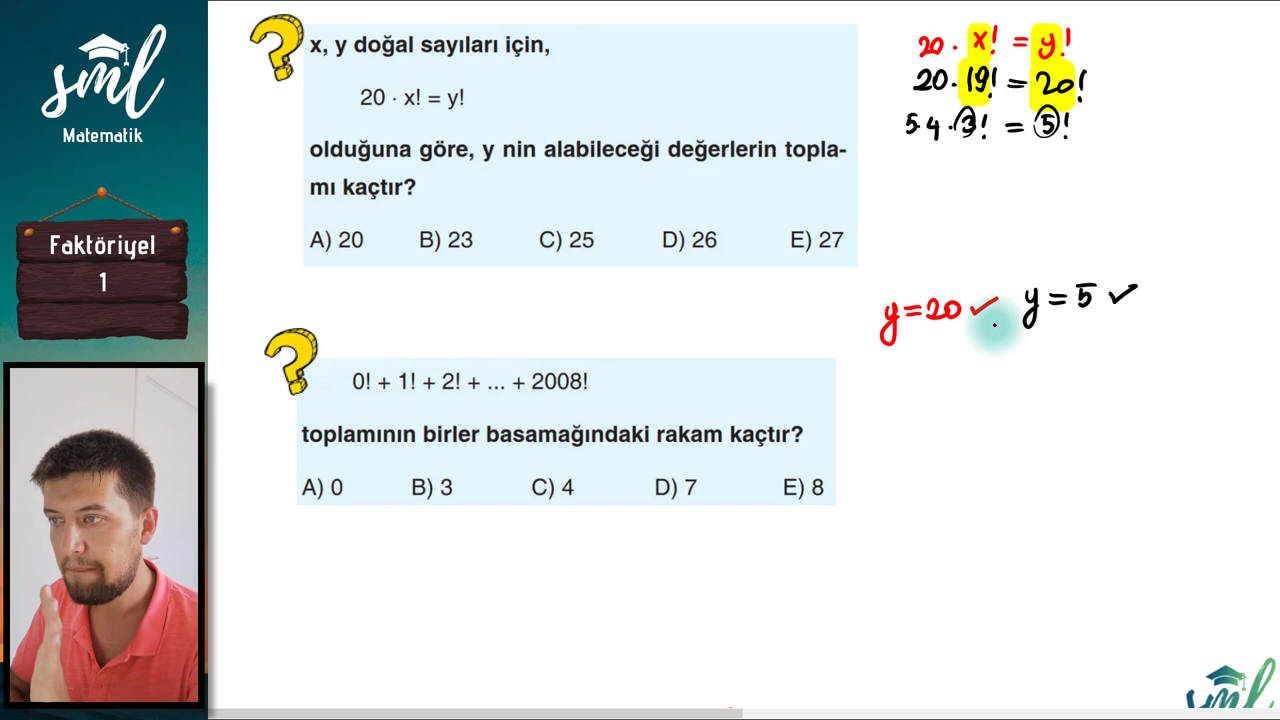 sml
Matematik
Faktöriyel
1
x, y doğal sayıları için,
20 · x! = y!
olduğuna göre, y nin alabileceği değerlerin topla-
mı kaçtır?
A) 20 B) 23 C) 25 D) 26 E) 27
20 · x! = y!
20 · 19! = 20!
5·4 · 3! = 5!
y=20 ✓ y=5 ✓
0! + 1! + 2! + ... + 2008!
toplamının birler basamağındaki rakam kaçtır?
A) 0 B) 3 C) 4 D) 7 E) 8
sml